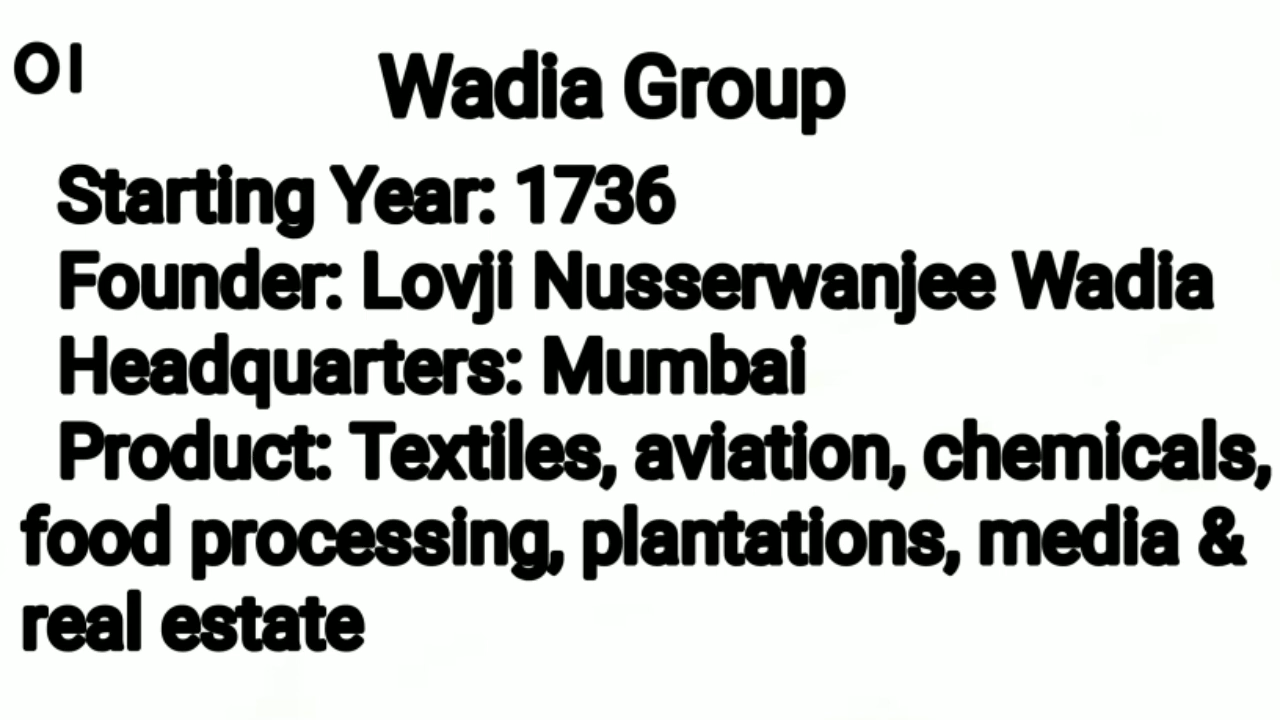 01
Wadia Group
Starting Year: 1736
Founder: Lovji Nusserwanjee Wadia
Headquarters: Mumbai
Product: Textiles, aviation, chemicals,
food processing, plantations, media &
real estate